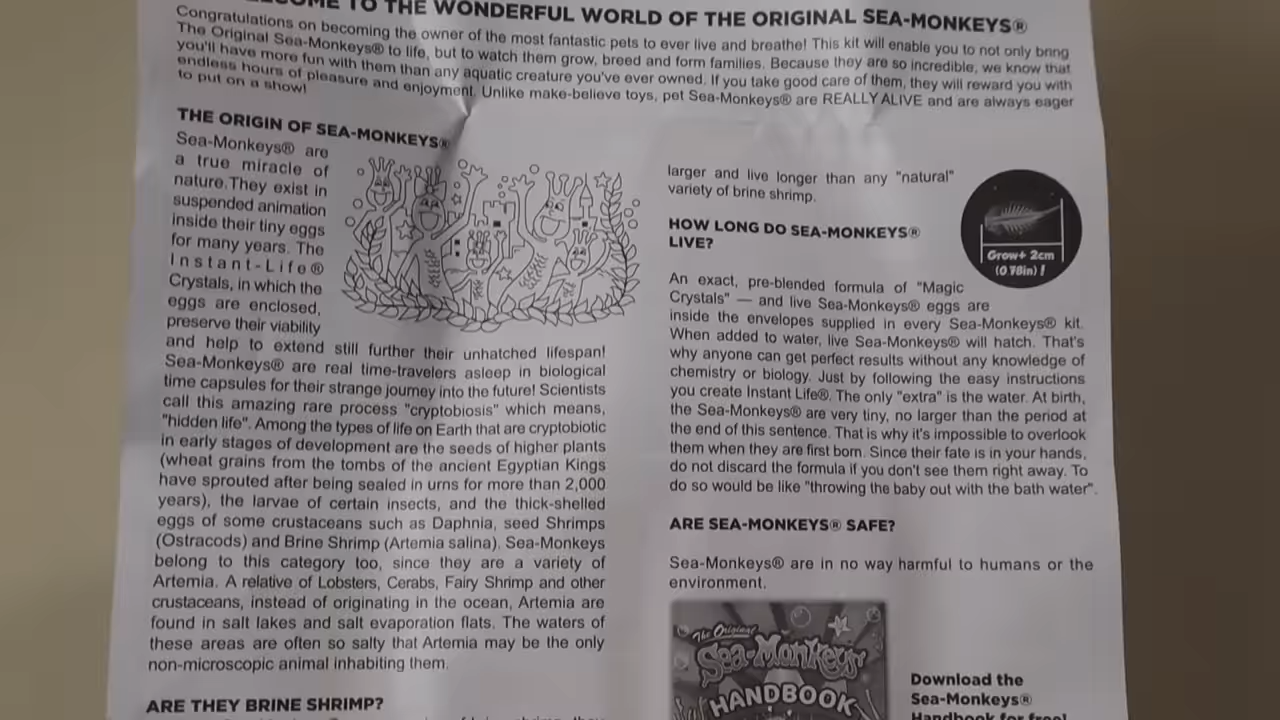 TO THE WONDERFUL WORLD OF THE ORIGINAL SEA-MONKEYS®
Congratulations on becoming the owner of the most fantastic pets to ever live and breathe! This kit will enable you to not only bring
The Original Sea-Monkeys® to life, but to watch them grow, breed and form families. Because they are so incredible, we know that
you'll have more fun with them than any aquatic creature you've ever owned. If you take good care of them, they will reward you with
endless hours of pleasure and enjoyment. Unlike make-believe toys, pet Sea-Monkeys® are REALLY ALIVE and are always eager
to put on a show!
THE ORIGIN OF SEA-MONKEYS®
Sea-Monkeys® are
a true miracle of
nature.They exist in
suspended animation
inside their tiny eggs
for many years. The
Instant-Life®
Crystals, in which the
eggs are enclosed,
preserve their viability
and help to extend still further their unhatched lifespan!
Sea-Monkeys® are real time-travelers asleep in biological
time capsules for their strange journey into the future! Scientists
call this amazing rare process "cryptobiosis" which means,
"hidden life". Among the types of life on Earth that are cryptobiotic
in early stages of development are the seeds of higher plants
(wheat grains from the tombs of the ancient Egyptian Kings
have sprouted after being sealed in urns for more than 2,000
years), the larvae of certain insects, and the thick-shelled
eggs of some crustaceans such as Daphnia, seed Shrimps
(Ostracods) and Brine Shrimp (Artemia salina). Sea-Monkeys
belong to this category too, since they are a variety of
Artemia. A relative of Lobsters, Cerabs, Fairy Shrimp and other
crustaceans, instead of originating in the ocean, Artemia are
found in salt lakes and salt evaporation flats. The waters of
these areas are often so salty that Artemia may be the only
non-microscopic animal inhabiting them.
ARE THEY BRINE SHRIMP?
larger and live longer than any "natural"
variety of brine shrimp.
HOW LONG DO SEA-MONKEYS®
LIVE?
Grow+ 2cm
(0 78in) !
An exact, pre-blended formula of "Magic
Crystals" — and live Sea-Monkeys® eggs are
inside the envelopes supplied in every Sea-Monkeys® kit.
When added to water, live Sea-Monkeys® will hatch. That's
why anyone can get perfect results without any knowledge of
chemistry or biology. Just by following the easy instructions
you create Instant Life®. The only "extra" is the water. At birth,
the Sea-Monkeys® are very tiny, no larger than the period at
the end of this sentence. That is why it's impossible to overlook
them when they are first born. Since their fate is in your hands,
do not discard the formula if you don't see them right away. To
do so would be like "throwing the baby out with the bath water".
ARE SEA-MONKEYS® SAFE?
Sea-Monkeys® are in no way harmful to humans or the
environment.
The Original
Sea-Monkeys
HANDBOOK
Download the
Sea-Monkeys®
Handbook for free!